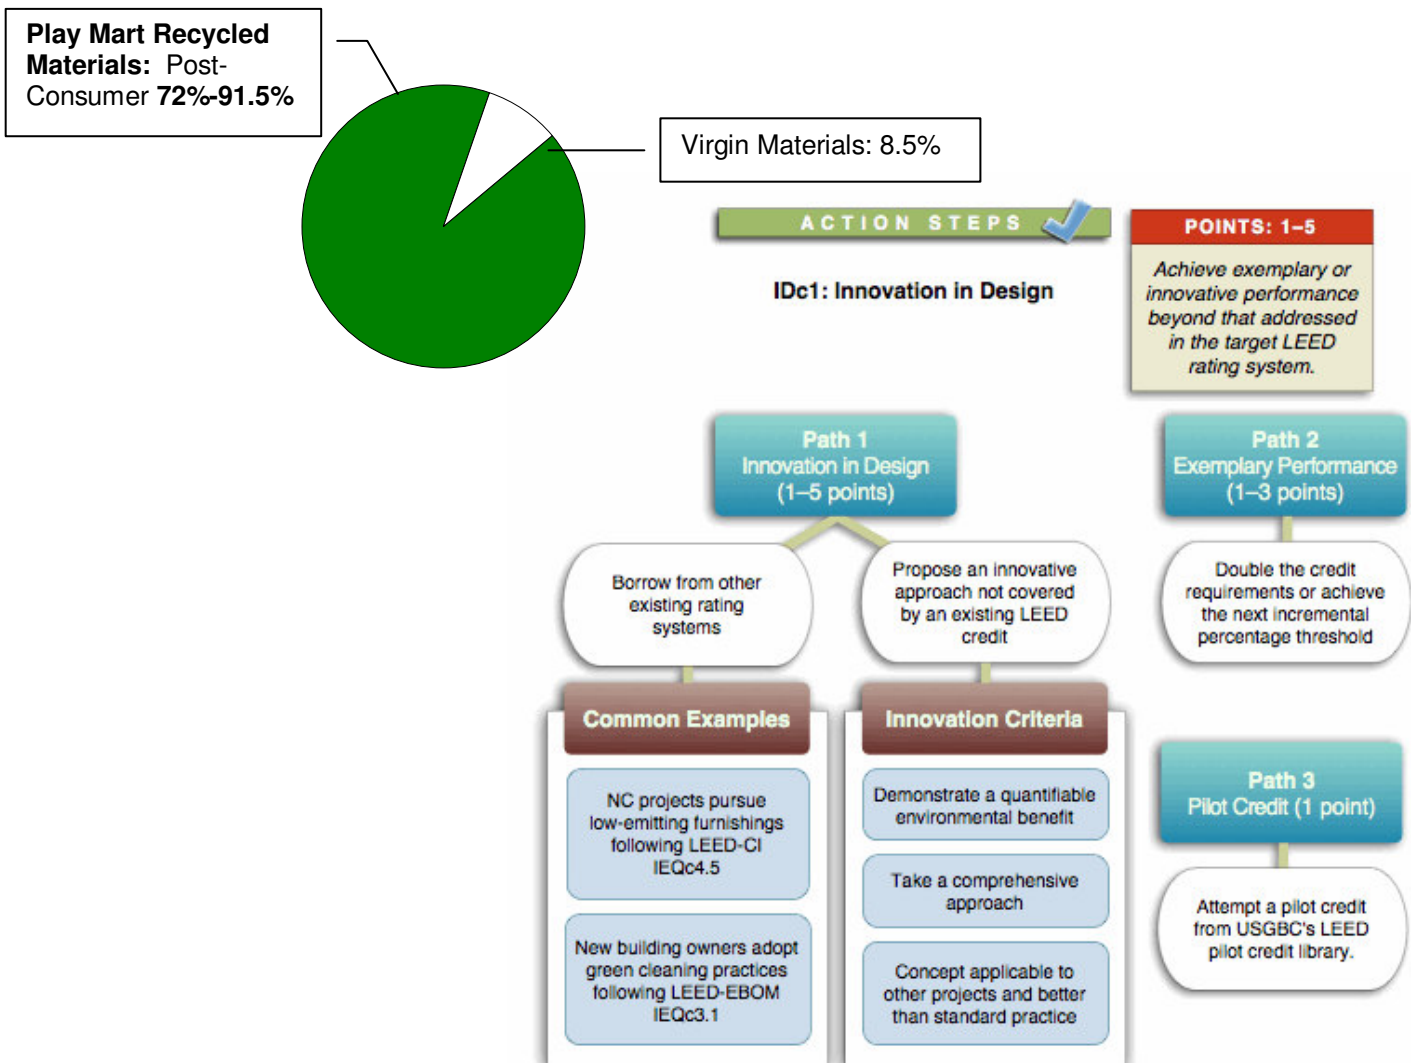 Play Mart Recycled
Materials: Post-
Consumer 72%-91.5%
Virgin Materials: 8.5%
ACTION STEPS
POINTS: 1–5
Achieve exemplary or
innovative performance
beyond that addressed
in the target LEED
rating system.
IDc1: Innovation in Design
Path 1
Innovation in Design
(1–5 points)
Path 2
Exemplary Performance
(1–3 points)
Borrow from other
existing rating
systems
Propose an innovative
approach not covered
by an existing LEED
credit
Double the credit
requirements or achieve
the next incremental
percentage threshold
Common Examples
NC projects pursue
low-emitting furnishings
following LEED-CI
IEQc4.5
New building owners adopt
green cleaning practices
following LEED-EBOM
IEQc3.1
Innovation Criteria
Demonstrate a quantifiable
environmental benefit
Take a comprehensive
approach
Concept applicable to
other projects and better
than standard practice
Path 3
Pilot Credit (1 point)
Attempt a pilot credit
from USGBC's LEED
pilot credit library.